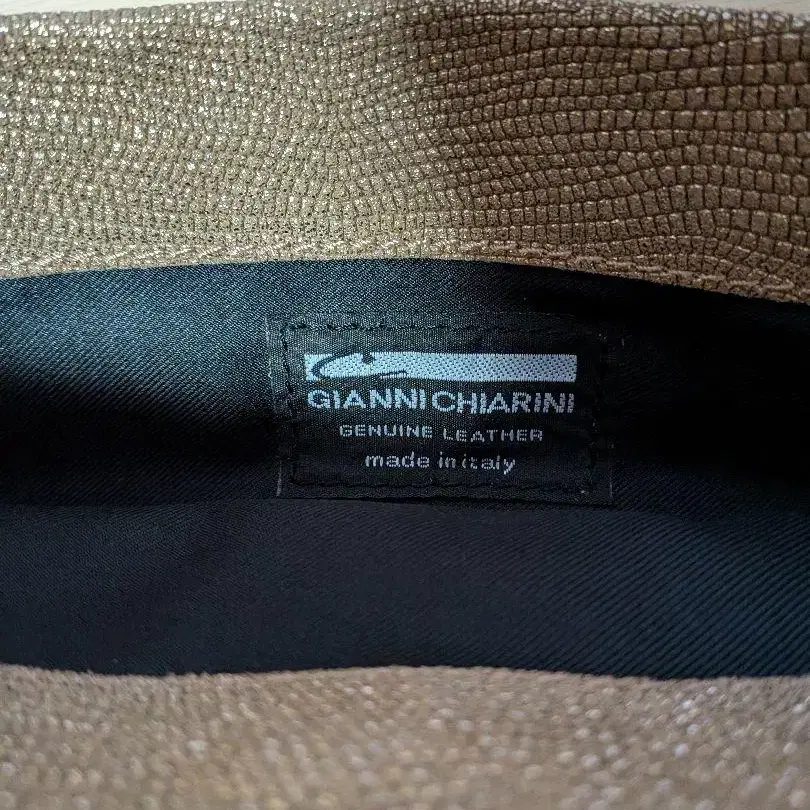 GIANNI CHIARINI
GENUINE LEATHER
made in italy